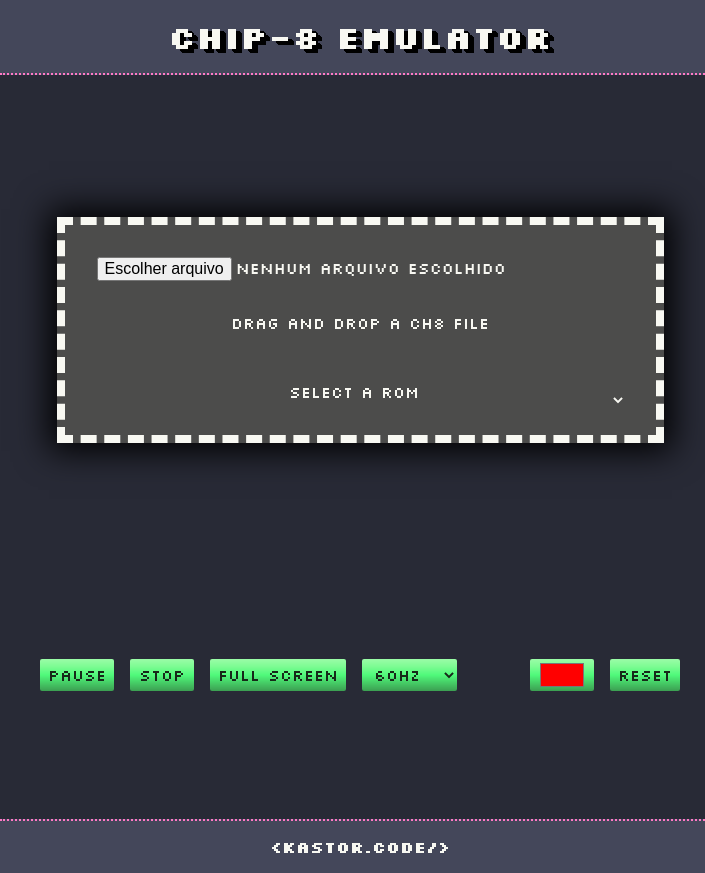 CHIP-8 EMULATOR
Escolher arquivo NENHUM ARQUIVO ESCOLHIDO
DRAG AND DROP A CH8 FILE
SELECT A ROM
PAUSE STOP FULL SCREEN 60HZ RESET
<KASTOR.CODE/>